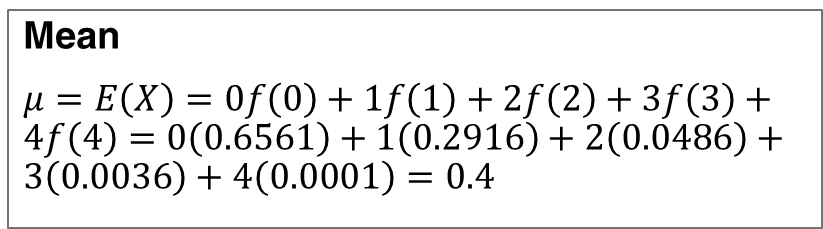 Mean
μ = E(X) = 0f(0) + 1f(1) + 2f(2) + 3f(3) +
4f(4) = 0(0.6561) + 1(0.2916) + 2(0.0486) +
3(0.0036) + 4(0.0001) = 0.4